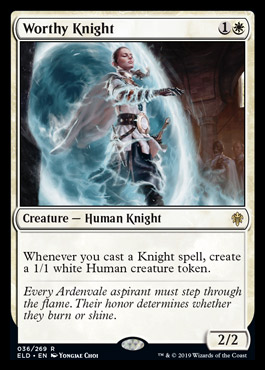 Worthy Knight 1
Creature — Human Knight
Whenever you cast a Knight spell, create
a 1/1 white Human creature token.
Every Ardenvale aspirant must step through
the flame. Their honor determines whether
they burn or shine.
2/2
036/269 R
ELD • EN Yongjae Choi
™ & © 2019 Wizards of the Coast